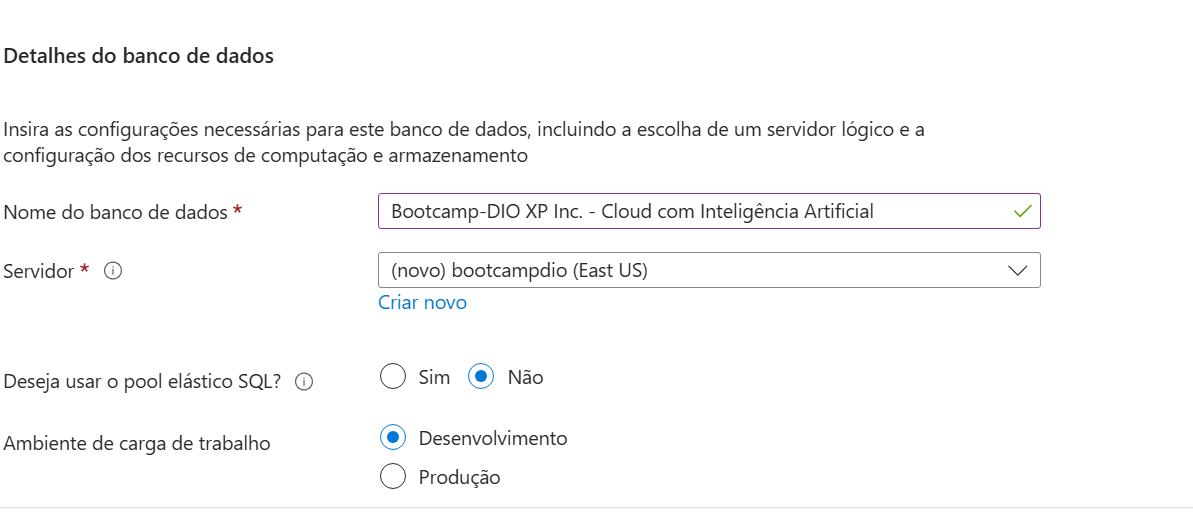 Detalhes do banco de dados
Insira as configurações necessárias para este banco de dados, incluindo a escolha de um servidor lógico e a
configuração dos recursos de computação e armazenamento
Nome do banco de dados *
Bootcamp-DIO XP Inc. - Cloud com Inteligência Artificial
Servidor *
(novo) bootcampdio (East US)
Criar novo
Deseja usar o pool elástico SQL?
Sim
Não
Ambiente de carga de trabalho
Desenvolvimento
Produção